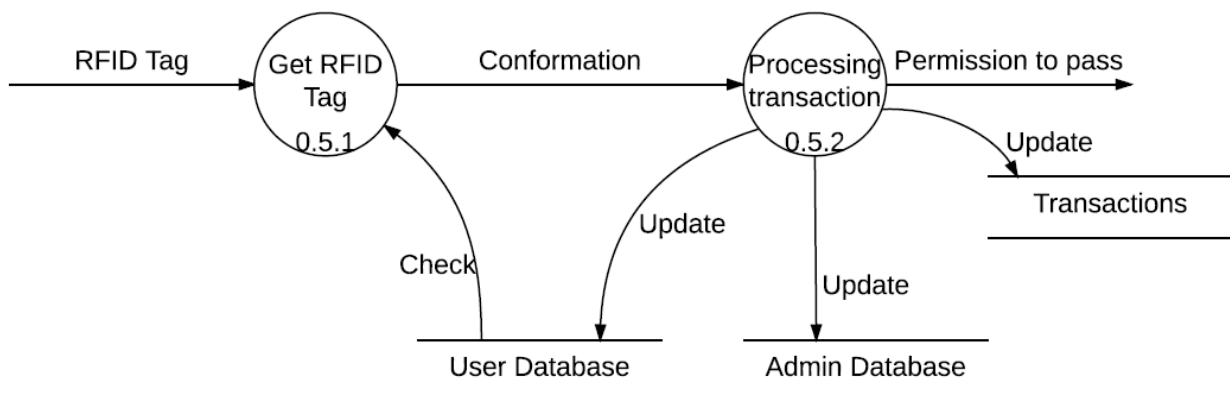 RFID Tag
Get RFID
Tag
0.5.1
Conformation
Processing
transaction
0.5.2
Permission to pass
Update
Transactions
Update
Check
Update
User Database
Admin Database